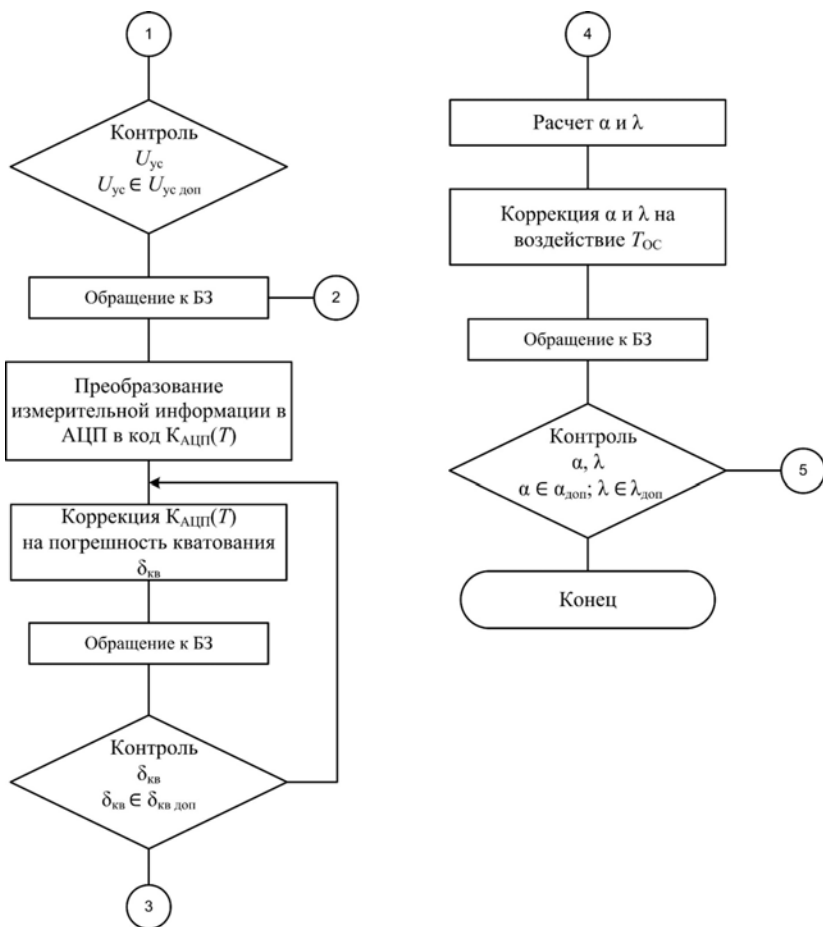 1
Контроль
Uус
Uус ∈ Uус доп
Обращение к БЗ
2
Преобразование
измерительной информации в
АЦП в код КАЦП(T)
Коррекция КАЦП(T)
на погрешность кватования
δкв
Обращение к БЗ
Контроль
δкв
δкв ∈ δкв доп
3
4
Расчет α и λ
Коррекция α и λ на
воздействие TОС
Обращение к БЗ
Контроль
α, λ
α ∈ αдоп; λ ∈ λдоп
5
Конец